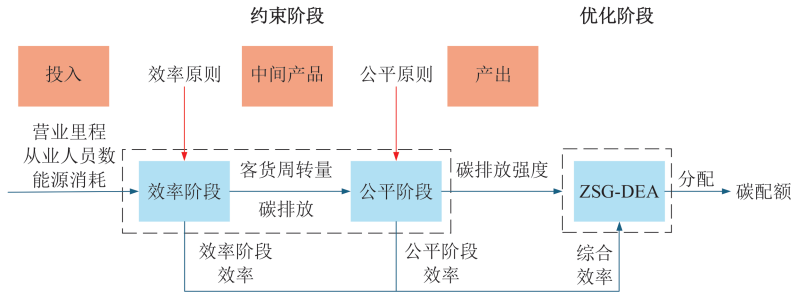 约束阶段
优化阶段
投入
效率原则
中间产品
公平原则
产出
营业里程
从业人员数
能源消耗
效率阶段
客货周转量
碳排放
公平阶段
碳排放强度
ZSG-DEA
分配
碳配额
效率阶段
效率
公平阶段
效率
综合
效率